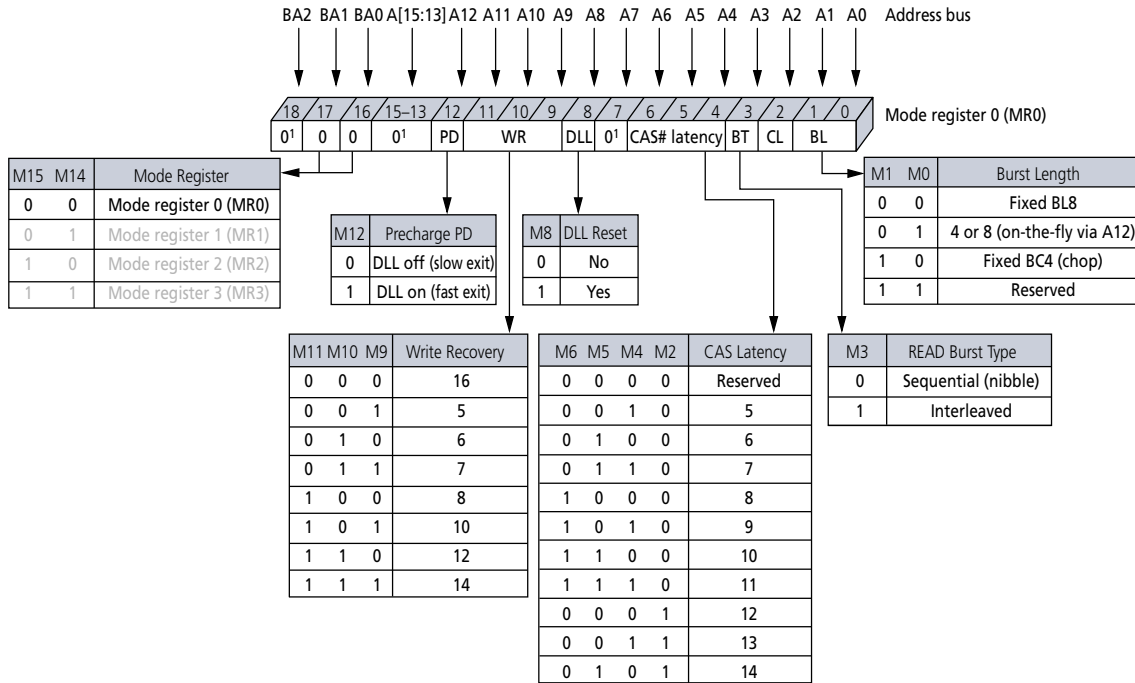 BA2 BA1 BA0 A[15:13] A12 A11 A10 A9 A8 A7 A6 A5 A4 A3 A2 A1 A0 Address bus
18 17 16 15–13 12 11 10 9 8 7 6 5 4 3 2 1 0
Mode register 0 (MR0)
0¹ 0 0 0¹ PD WR DLL 0¹ CAS# latency BT CL BL
M15 M14 Mode Register
0 0 Mode register 0 (MR0)
0 1 Mode register 1 (MR1)
1 0 Mode register 2 (MR2)
1 1 Mode register 3 (MR3)
M12 Precharge PD
0 DLL off (slow exit)
1 DLL on (fast exit)
M8 DLL Reset
0 No
1 Yes
M1 M0 Burst Length
0 0 Fixed BL8
0 1 4 or 8 (on-the-fly via A12)
1 0 Fixed BC4 (chop)
1 1 Reserved
M11 M10 M9 Write Recovery
0 0 0 16
0 0 1 5
0 1 0 6
0 1 1 7
1 0 0 8
1 0 1 10
1 1 0 12
1 1 1 14
M6 M5 M4 M2 CAS Latency
0 0 0 0 Reserved
0 0 1 0 5
0 1 0 0 6
0 1 1 0 7
1 0 0 0 8
1 0 1 0 9
1 1 0 0 10
1 1 1 0 11
0 0 0 1 12
0 0 1 1 13
0 1 0 1 14
M3 READ Burst Type
0 Sequential (nibble)
1 Interleaved